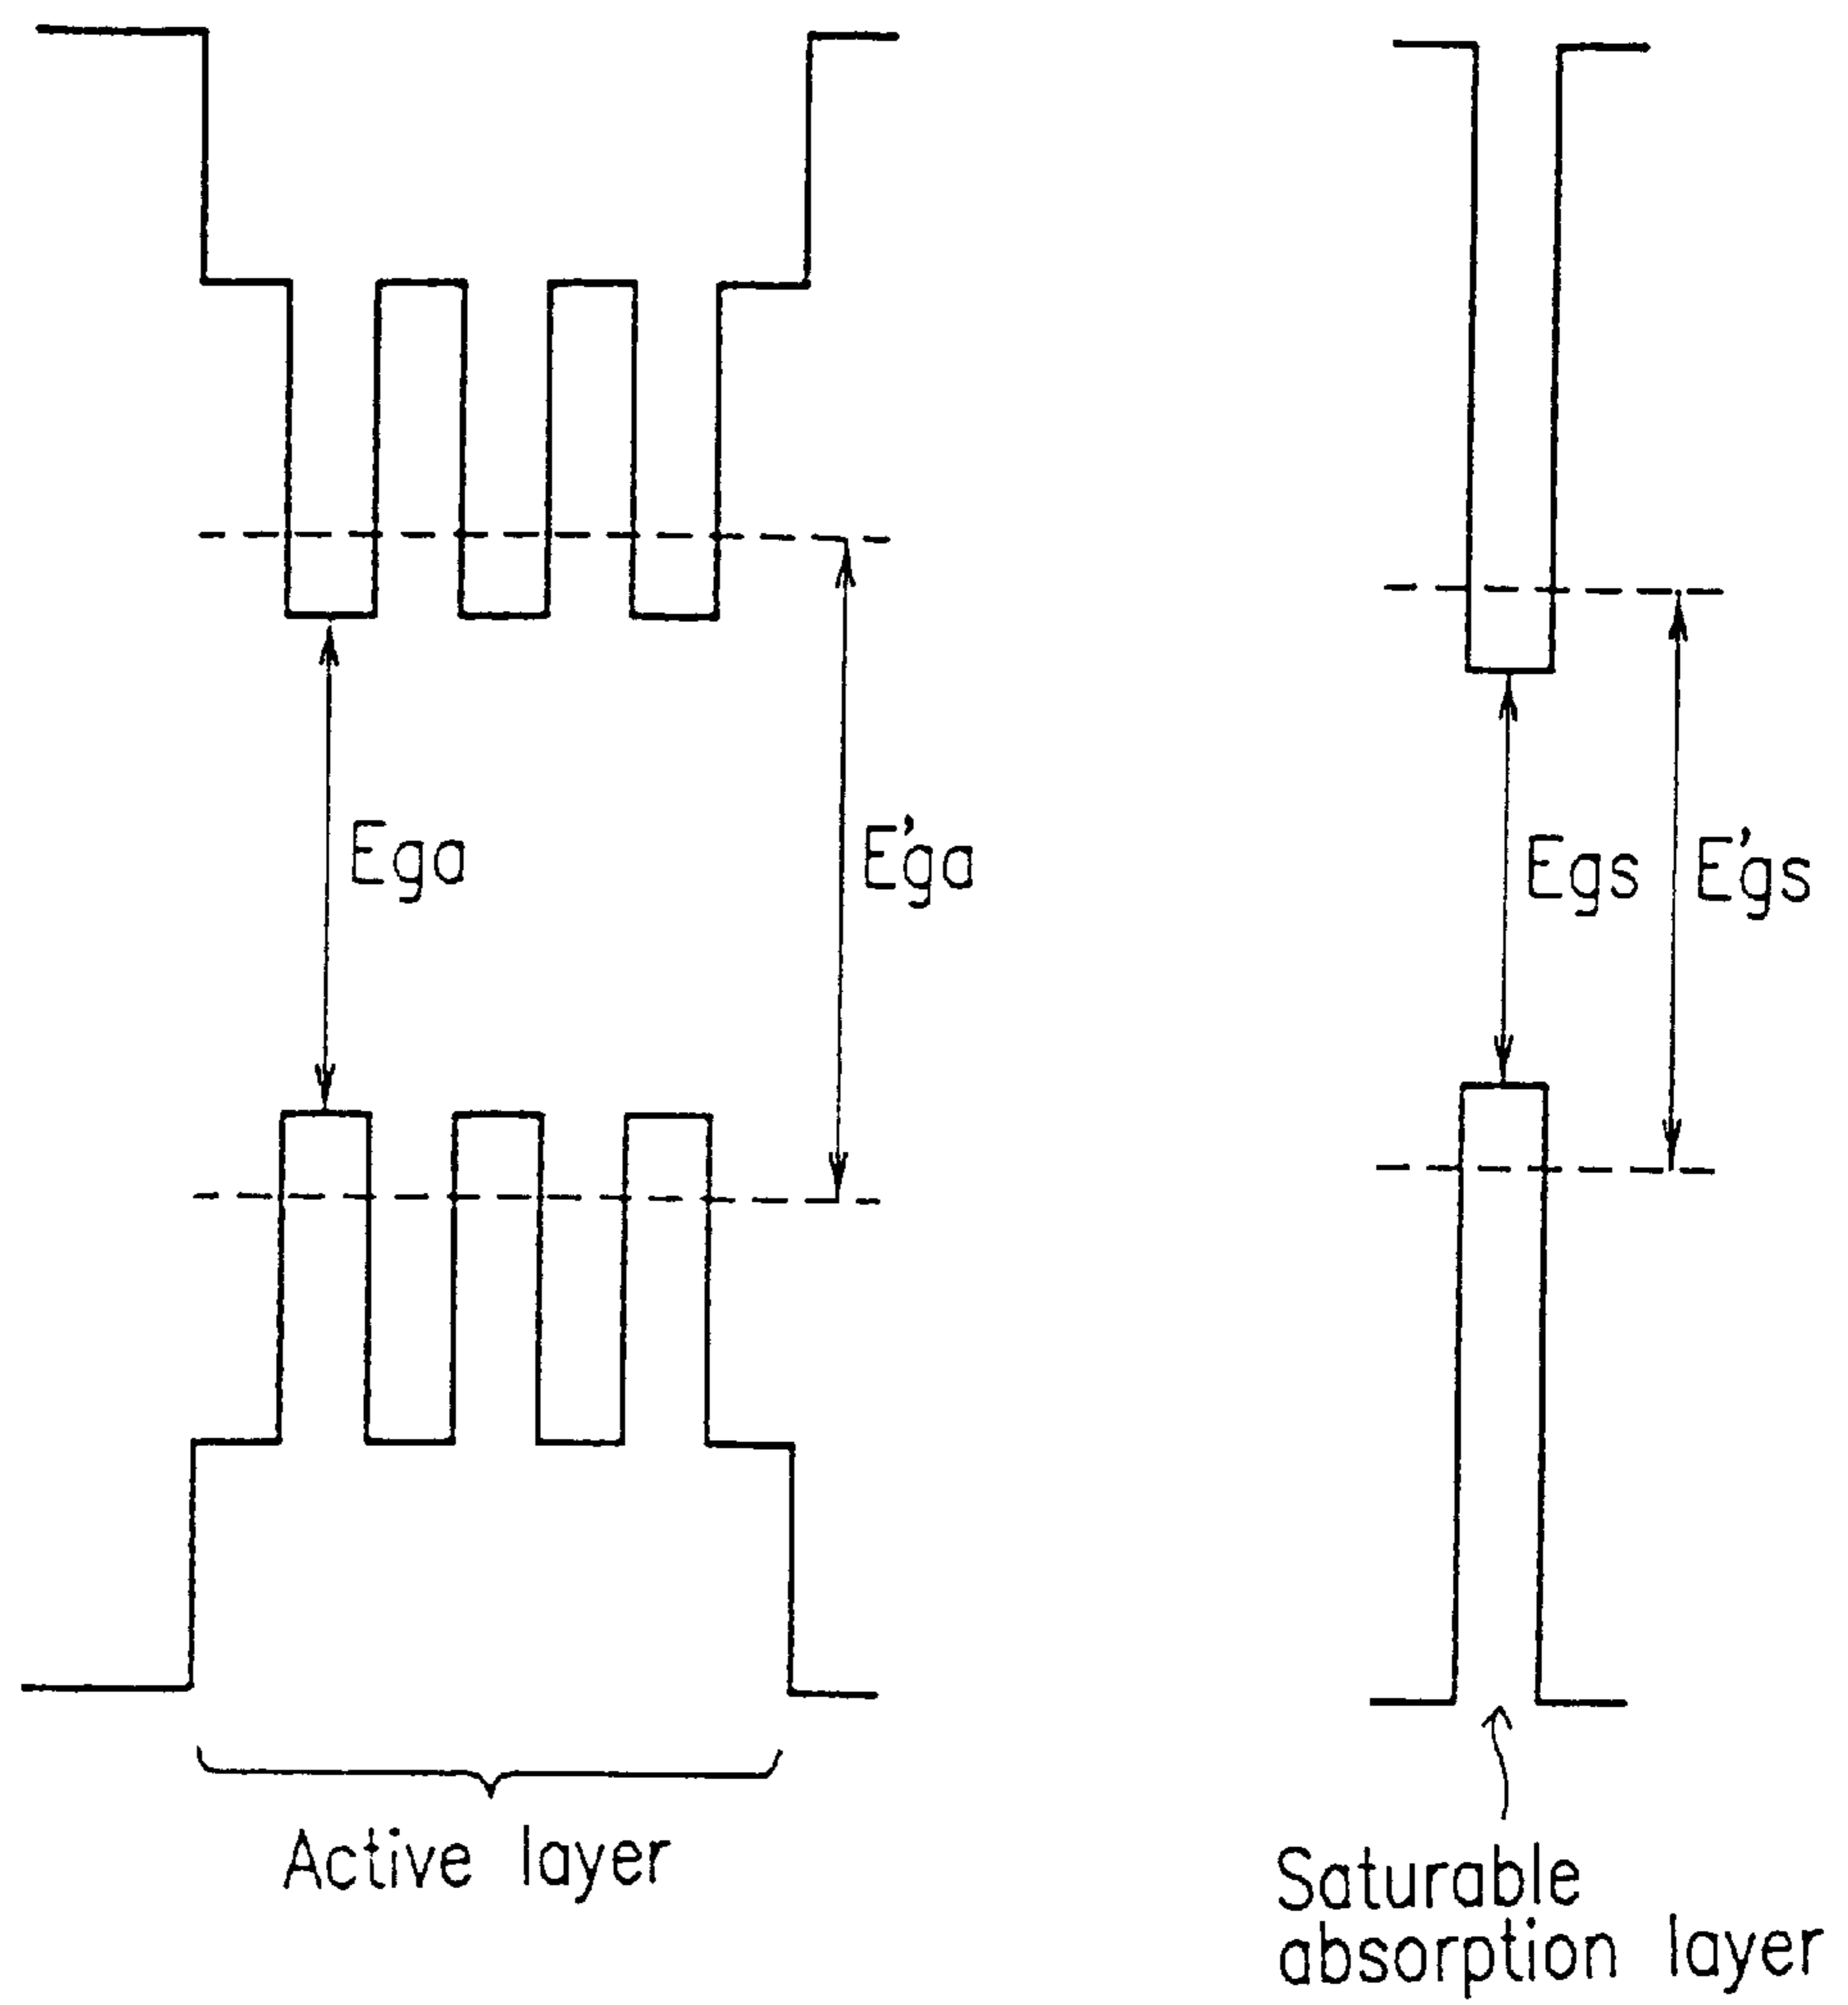 Ega
E'ga
Egs
E'gs
Active layer
Saturable
absorption layer